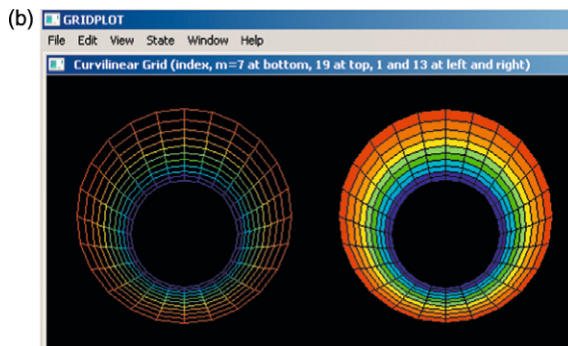 (b)
GRIDPLOT
File Edit View State Window Help
Curvilinear Grid (index, m=7 at bottom, 19 at top, 1 and 13 at left and right)